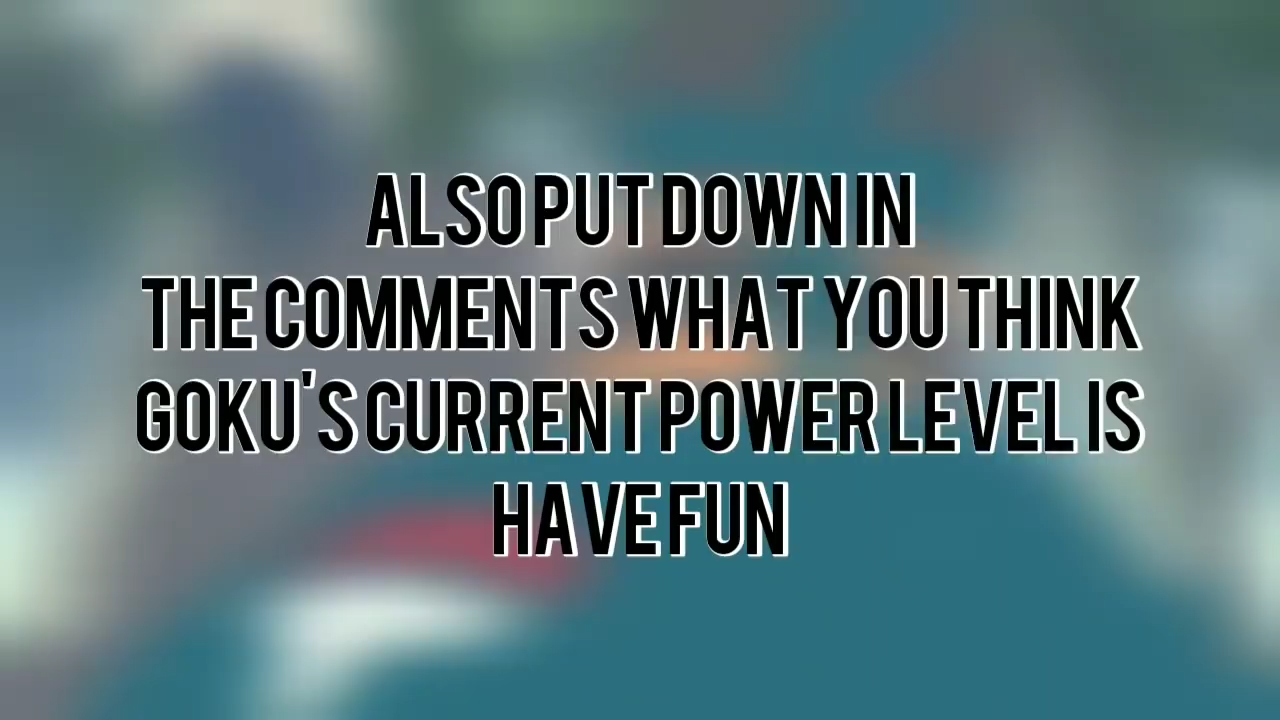 ALSO PUT DOWN IN
THE COMMENTS WHAT YOU THINK
GOKU'S CURRENT POWER LEVEL IS
HAVE FUN